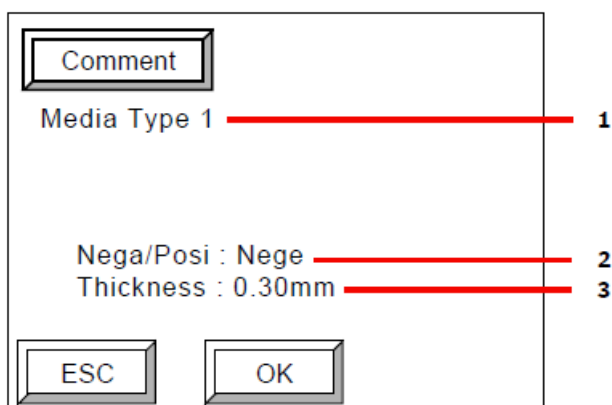 Comment
Media Type 1 1
Nega/Posi : Nege 2
Thickness : 0.30mm 3
ESC OK